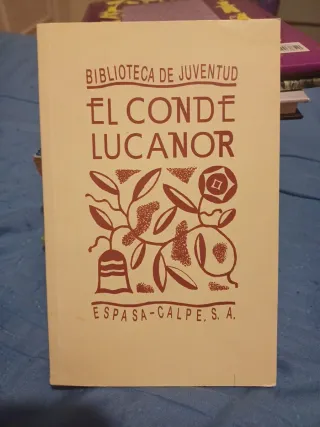 BIBLIOTECA DE JUVENTUD
EL CONDE
LUCANOR
ESPASA-CALPE, S. A.